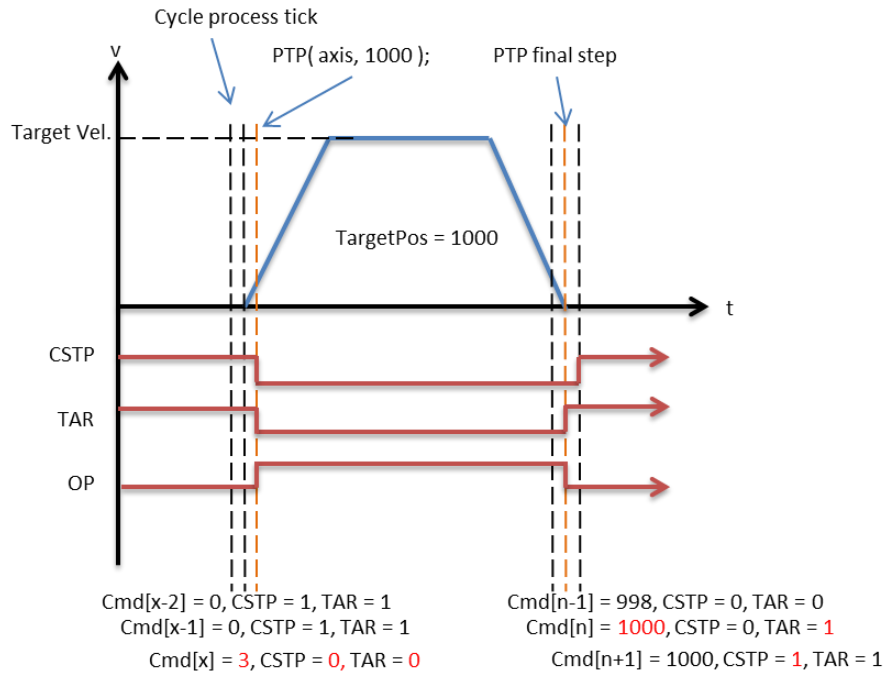 Cycle process tick
v
PTP( axis, 1000 );
PTP final step
Target Vel.
TargetPos = 1000
t
CSTP
TAR
OP
Cmd[x-2] = 0, CSTP = 1, TAR = 1
Cmd[x-1] = 0, CSTP = 1, TAR = 1
Cmd[x] = 3, CSTP = 0, TAR = 0
Cmd[n-1] = 998, CSTP = 0, TAR = 0
Cmd[n] = 1000, CSTP = 0, TAR = 1
Cmd[n+1] = 1000, CSTP = 1, TAR = 1